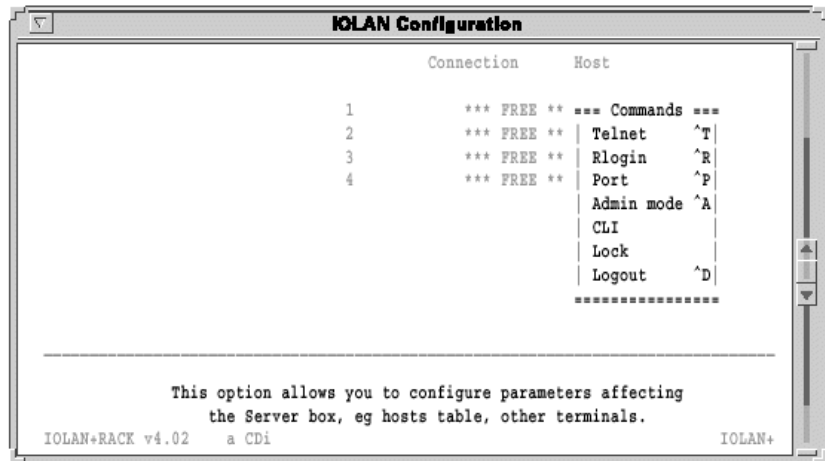 IOLAN Configuration
Connection Host
1 *** FREE ** === Commands ===
2 *** FREE ** | Telnet ^T|
3 *** FREE ** | Rlogin ^R|
4 *** FREE ** | Port ^P|
| Admin mode ^A|
| CLI |
| Lock |
| Logout ^D|
================
This option allows you to configure parameters affecting
the Server box, eg hosts table, other terminals.
IOLAN+RACK v4.02 a CDi IOLAN+